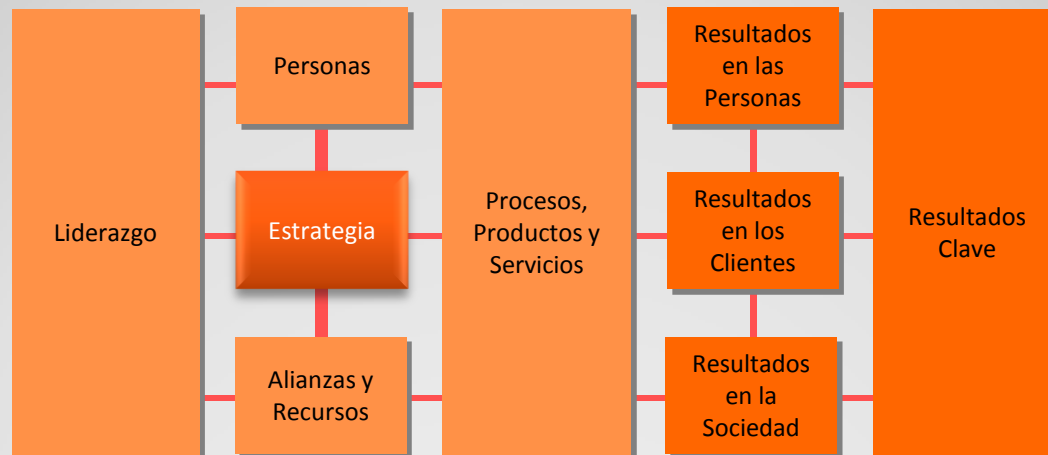 Liderazgo
Personas
Estrategia
Alianzas y
Recursos
Procesos,
Productos y
Servicios
Resultados
en las
Personas
Resultados
en los
Clientes
Resultados
en la
Sociedad
Resultados
Clave